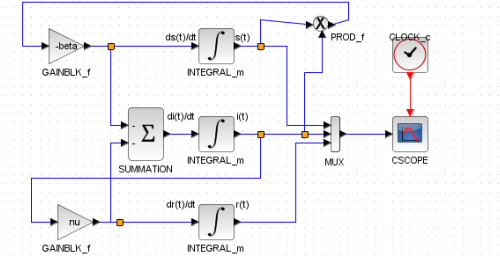 ds(t)/dt s(t)
-beta
PROD_f
CLOCK_c
GAINBLK_f
INTEGRAL_m
di(t)/dt i(t)
Σ
SUMMATION
INTEGRAL_m
MUX
CSCOPE
dr(t)/dt r(t)
nu
GAINBLK_f
INTEGRAL_m